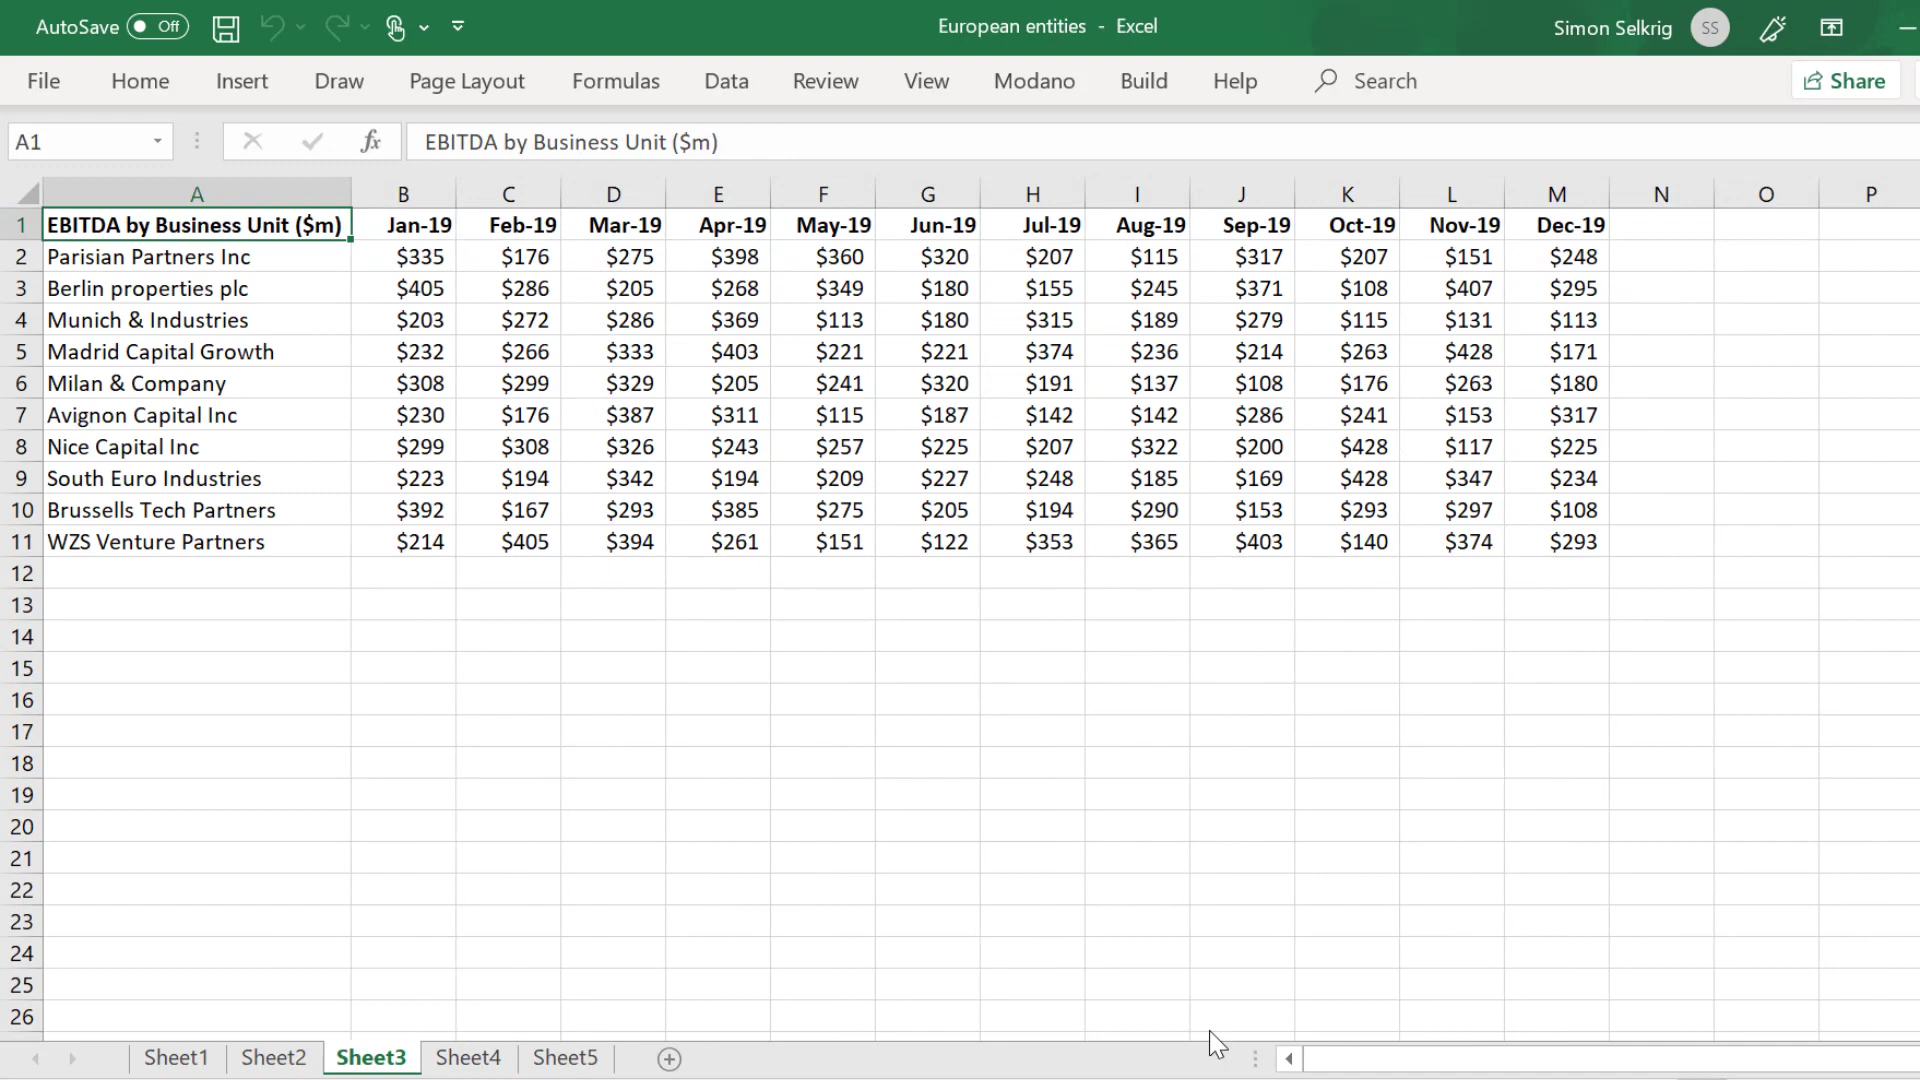 AutoSave Off European entities - Excel Simon Selkrig SS
File Home Insert Draw Page Layout Formulas Data Review View Modano Build Help Search Share
A1 fx EBITDA by Business Unit ($m)
A B C D E F G H I J K L M N O P
1 EBITDA by Business Unit ($m) Jan-19 Feb-19 Mar-19 Apr-19 May-19 Jun-19 Jul-19 Aug-19 Sep-19 Oct-19 Nov-19 Dec-19
2 Parisian Partners Inc $335 $176 $275 $398 $360 $320 $207 $115 $317 $207 $151 $248
3 Berlin properties plc $405 $286 $205 $268 $349 $180 $155 $245 $371 $108 $407 $295
4 Munich & Industries $203 $272 $286 $369 $113 $180 $315 $189 $279 $115 $131 $113
5 Madrid Capital Growth $232 $266 $333 $403 $221 $221 $374 $236 $214 $263 $428 $171
6 Milan & Company $308 $299 $329 $205 $241 $320 $191 $137 $108 $176 $263 $180
7 Avignon Capital Inc $230 $176 $387 $311 $115 $187 $142 $142 $286 $241 $153 $317
8 Nice Capital Inc $299 $308 $326 $243 $257 $225 $207 $322 $200 $428 $117 $225
9 South Euro Industries $223 $194 $342 $194 $209 $227 $248 $185 $169 $428 $347 $234
10 Brussells Tech Partners $392 $167 $293 $385 $275 $205 $194 $290 $153 $293 $297 $108
11 WZS Venture Partners $214 $405 $394 $261 $151 $122 $353 $365 $403 $140 $374 $293
12
13
14
15
16
17
18
19
20
21
22
23
24
25
26
Sheet1 Sheet2 Sheet3 Sheet4 Sheet5